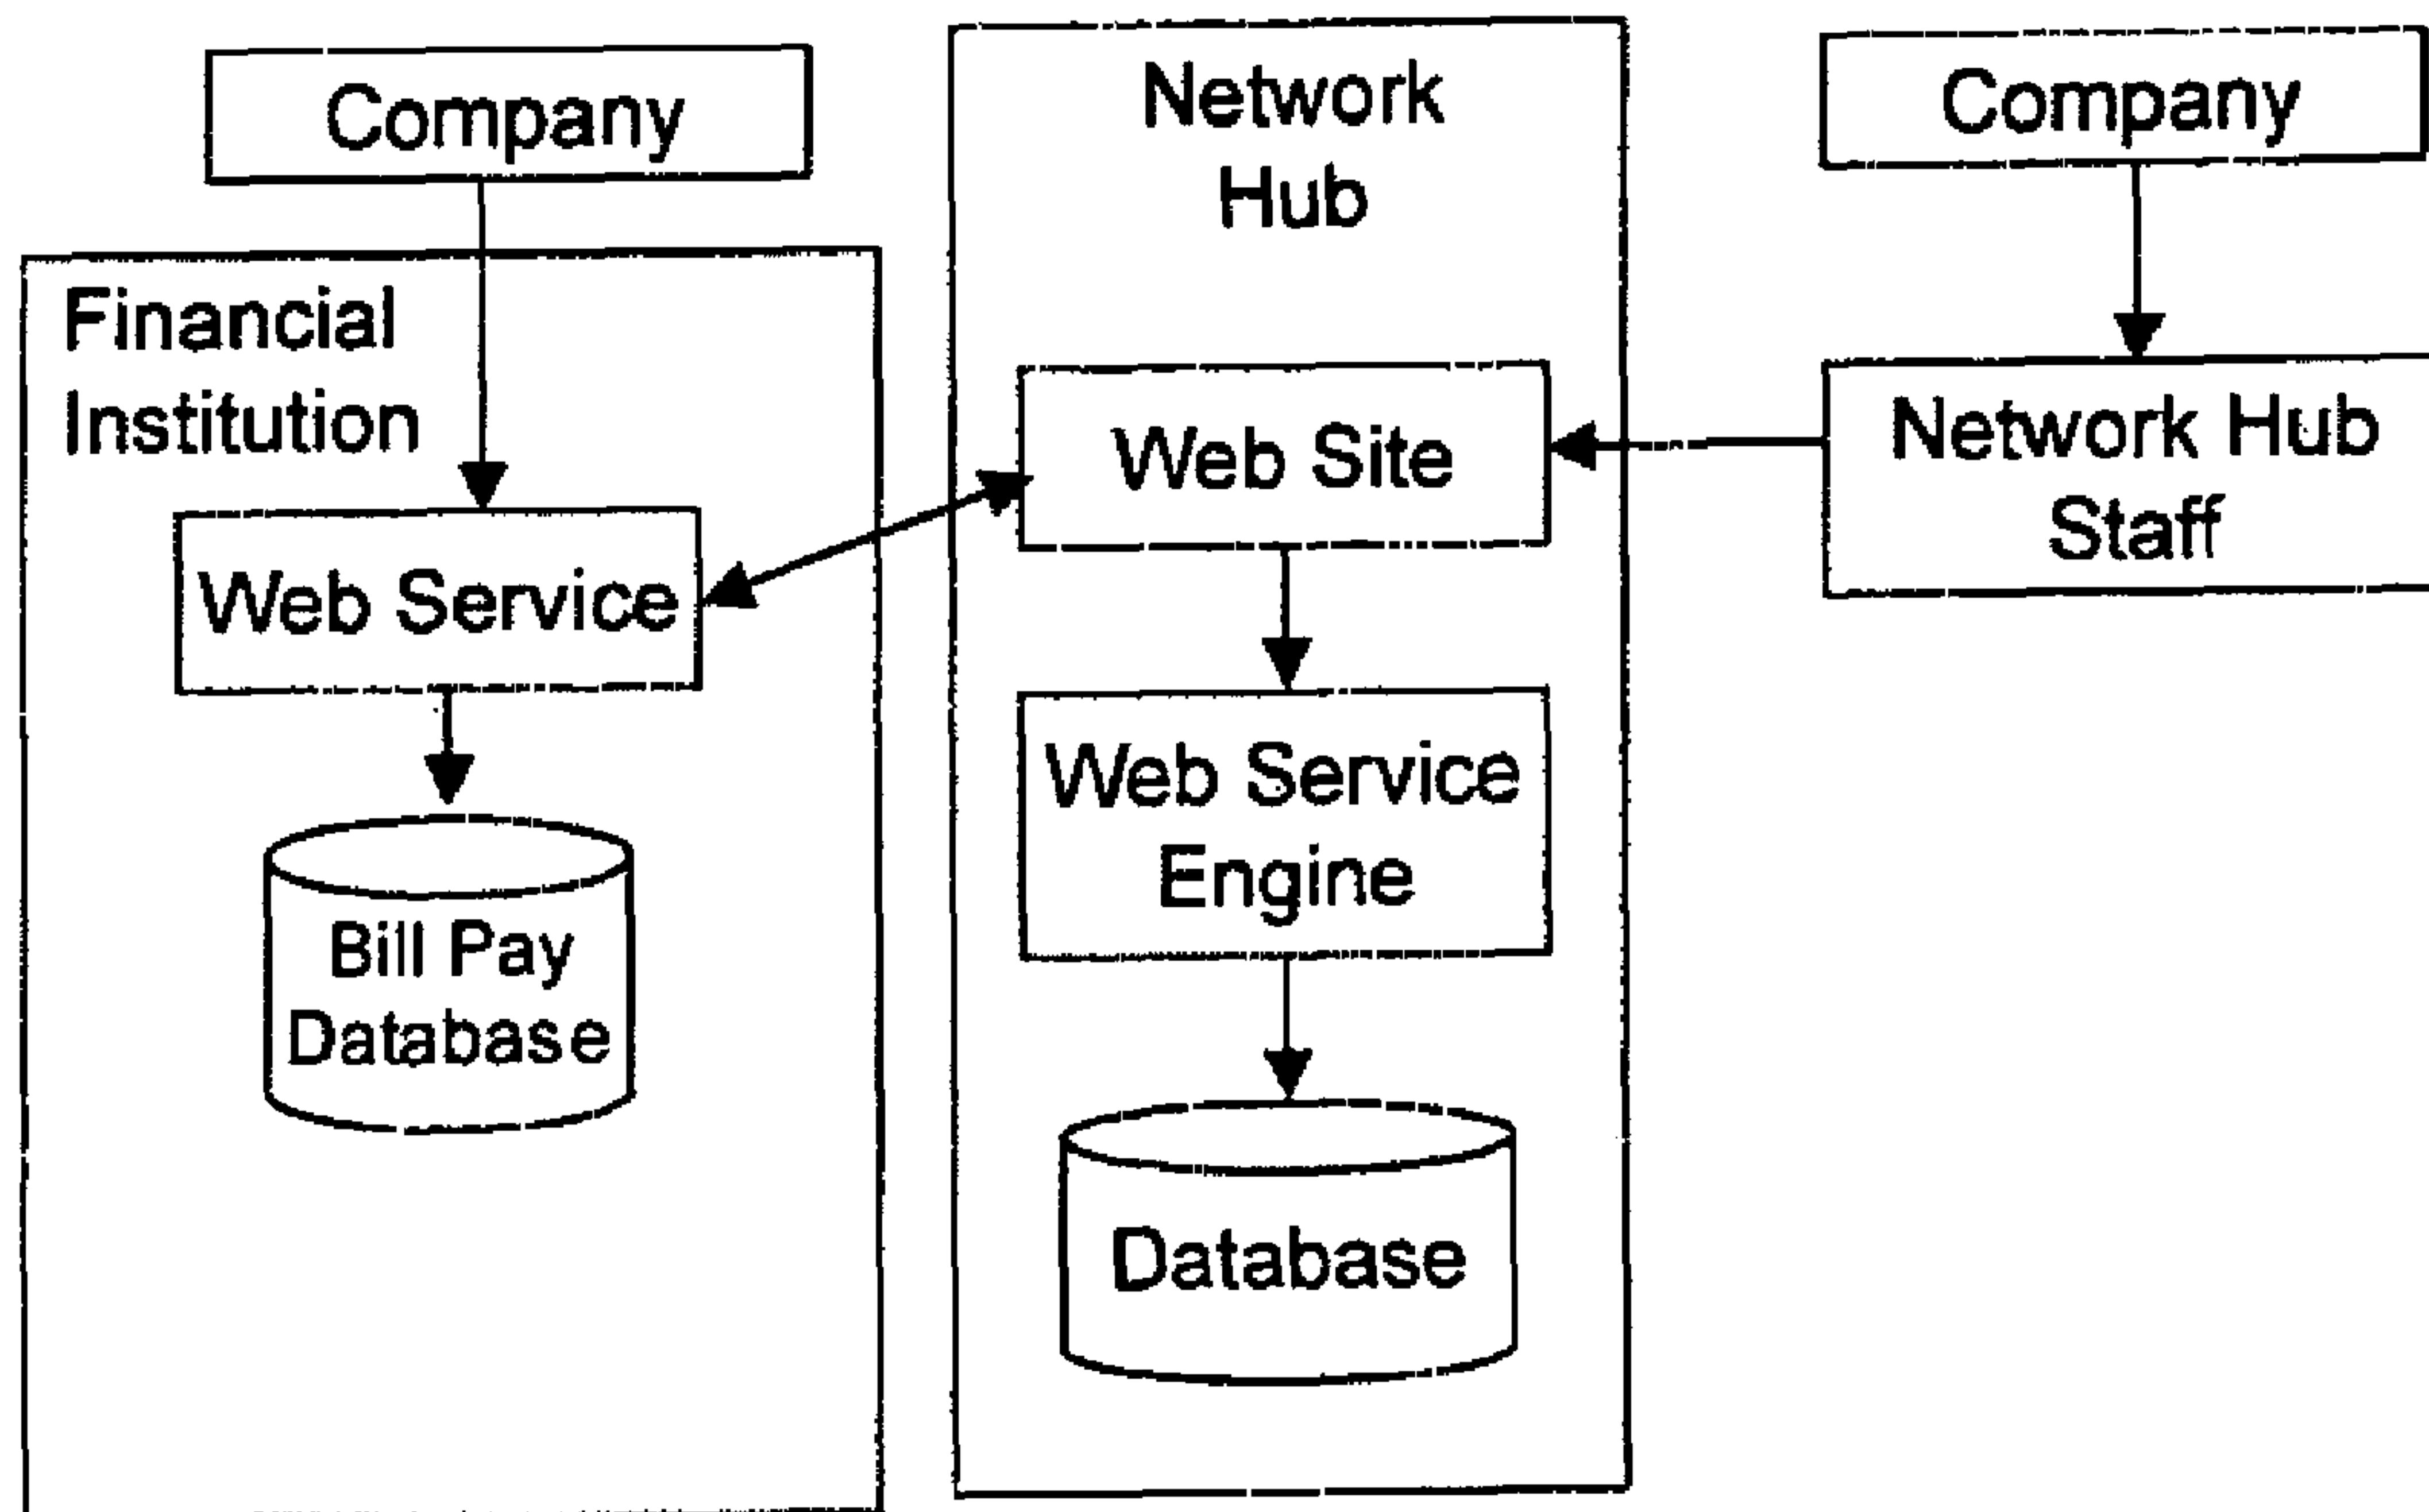 Company
Financial
Institution
Web Service
Bill Pay
Database
Network
Hub
Web Site
Web Service
Engine
Database
Company
Network Hub
Staff